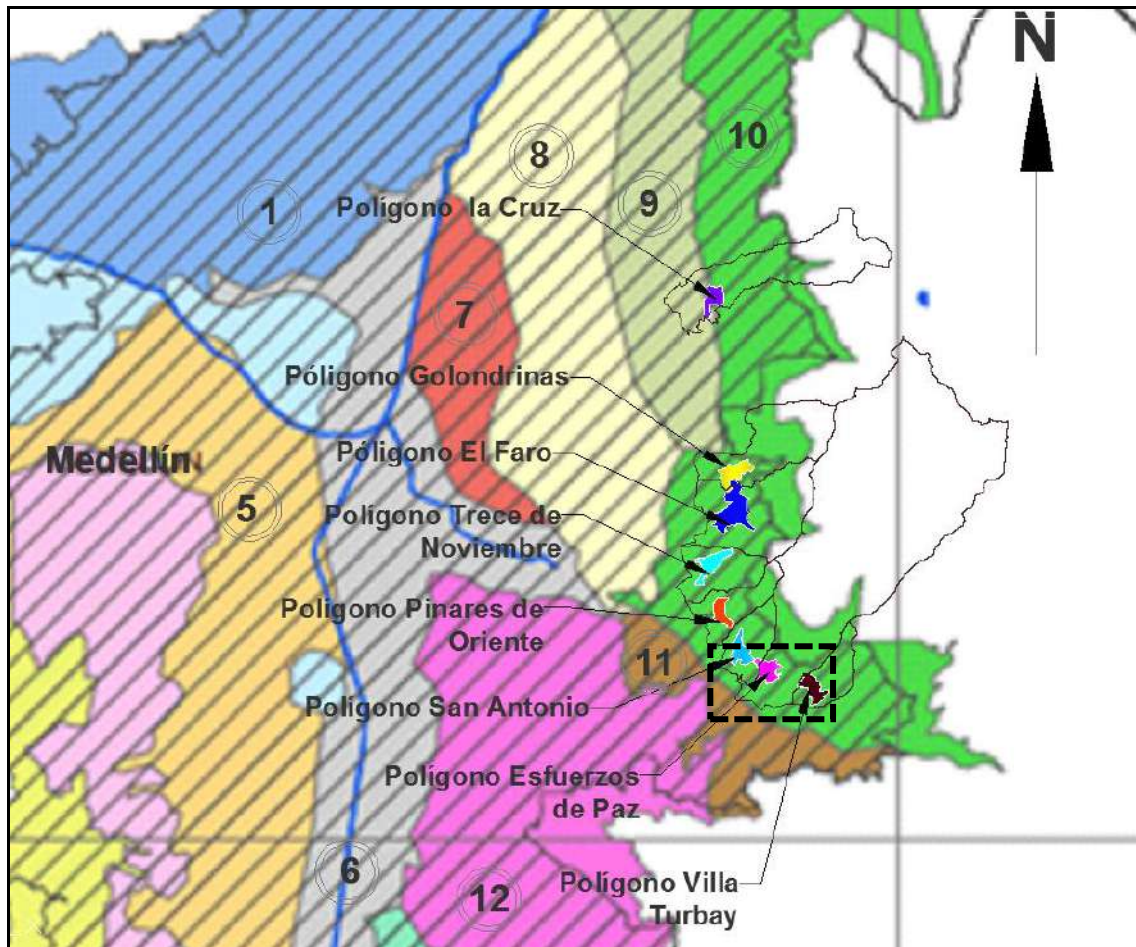 N
10
8
9
1
Polígono la Cruz
7
Póligono Golondrinas
Medellín
Póligono El Faro
5
Polígono Trece de
Noviembre
Poligono Pinares de
Oriente
11
Polígono San Antonio
Polígono Esfuerzos
de Paz
6
12
Polígono Villa
Turbay